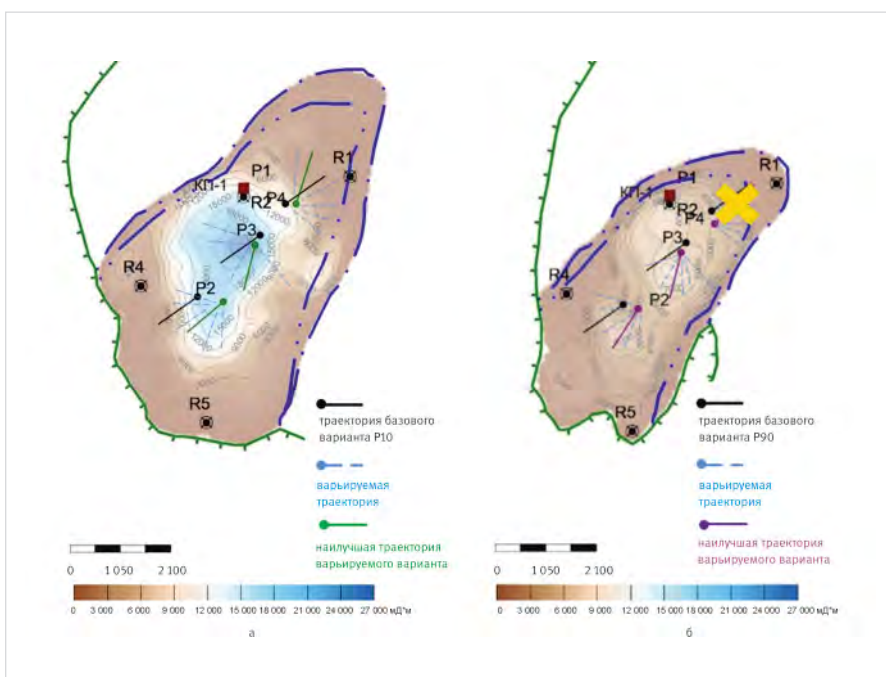 R1
P1
КП-1
R2
P4
P3
R4
P2
R5
12000
15000
9000
траектория базового
варианта P10
варьируемая
траектория
наилучшая траектория
варьируемого варианта
0 1 050 2 100
0 3 000 6 000 9 000 12 000 15 000 18 000 21 000 24 000 27 000 мД*м
а
R1
P1
КП-1
R2
P4
P3
R4
P2
R5
траектория базового
варианта P90
варьируемая
траектория
наилучшая траектория
варьируемого варианта
0 1 050 2 100
0 3 000 6 000 9 000 12 000 15 000 18 000 21 000 24 000 27 000 мД*м
б